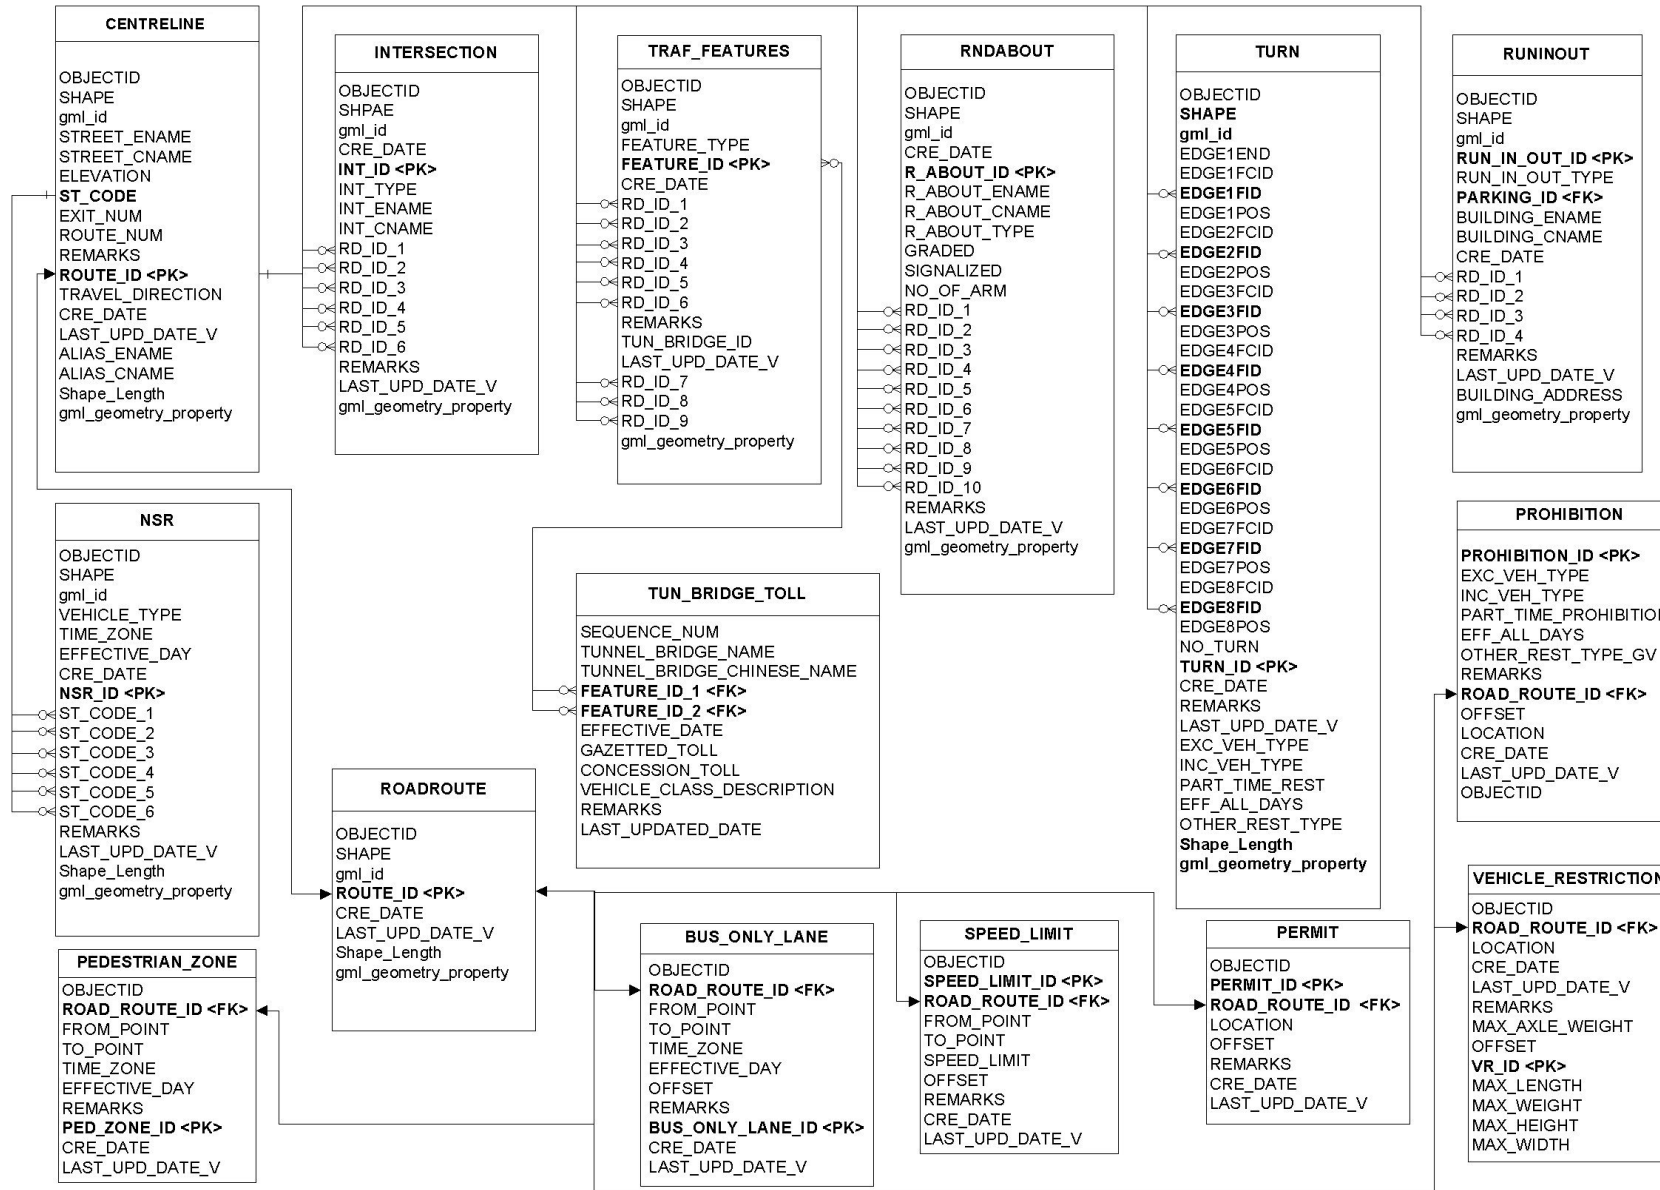 CENTRELINE
OBJECTID
SHAPE
gml_id
STREET_ENAME
STREET_CNAME
ELEVATION
ST_CODE
EXIT_NUM
ROUTE_NUM
REMARKS
ROUTE_ID <PK>
TRAVEL_DIRECTION
CRE_DATE
LAST_UPD_DATE_V
ALIAS_ENAME
ALIAS_CNAME
Shape_Length
gml_geometry_property
INTERSECTION
OBJECTID
SHPAE
gml_id
CRE_DATE
INT_ID <PK>
INT_TYPE
INT_ENAME
INT_CNAME
RD_ID_1
RD_ID_2
RD_ID_3
RD_ID_4
RD_ID_5
RD_ID_6
REMARKS
LAST_UPD_DATE_V
gml_geometry_property
TRAF_FEATURES
OBJECTID
SHAPE
gml_id
FEATURE_TYPE
FEATURE_ID <PK>
CRE_DATE
RD_ID_1
RD_ID_2
RD_ID_3
RD_ID_4
RD_ID_5
RD_ID_6
REMARKS
TUN_BRIDGE_ID
LAST_UPD_DATE_V
RD_ID_7
RD_ID_8
RD_ID_9
gml_geometry_property
RNDABOUT
OBJECTID
SHAPE
gml_id
CRE_DATE
R_ABOUT_ID <PK>
R_ABOUT_ENAME
R_ABOUT_CNAME
R_ABOUT_TYPE
GRADED
SIGNALIZED
NO_OF_ARM
RD_ID_1
RD_ID_2
RD_ID_3
RD_ID_4
RD_ID_5
RD_ID_6
RD_ID_7
RD_ID_8
RD_ID_9
RD_ID_10
REMARKS
LAST_UPD_DATE_V
gml_geometry_property
TURN
OBJECTID
SHAPE
gml_id
EDGE1END
EDGE1FCID
EDGE1FID
EDGE1POS
EDGE2FCID
EDGE2FID
EDGE2POS
EDGE3FCID
EDGE3FID
EDGE3POS
EDGE4FCID
EDGE4FID
EDGE4POS
EDGE5FCID
EDGE5FID
EDGE5POS
EDGE6FCID
EDGE6FID
EDGE6POS
EDGE7FCID
EDGE7FID
EDGE7POS
EDGE8FCID
EDGE8FID
EDGE8POS
NO_TURN
TURN_ID <PK>
CRE_DATE
REMARKS
LAST_UPD_DATE_V
EXC_VEH_TYPE
INC_VEH_TYPE
PART_TIME_REST
EFF_ALL_DAYS
OTHER_REST_TYPE
Shape_Length
gml_geometry_property
RUNINOUT
OBJECTID
SHAPE
gml_id
RUN_IN_OUT_ID <PK>
RUN_IN_OUT_TYPE
PARKING_ID <FK>
BUILDING_ENAME
BUILDING_CNAME
CRE_DATE
RD_ID_1
RD_ID_2
RD_ID_3
RD_ID_4
REMARKS
LAST_UPD_DATE_V
BUILDING_ADDRESS
gml_geometry_property
NSR
OBJECTID
SHAPE
gml_id
VEHICLE_TYPE
TIME_ZONE
EFFECTIVE_DAY
CRE_DATE
NSR_ID <PK>
ST_CODE_1
ST_CODE_2
ST_CODE_3
ST_CODE_4
ST_CODE_5
ST_CODE_6
REMARKS
LAST_UPD_DATE_V
Shape_Length
gml_geometry_property
TUN_BRIDGE_TOLL
SEQUENCE_NUM
TUNNEL_BRIDGE_NAME
TUNNEL_BRIDGE_CHINESE_NAME
FEATURE_ID_1 <FK>
FEATURE_ID_2 <FK>
EFFECTIVE_DATE
GAZETTED_TOLL
CONCESSION_TOLL
VEHICLE_CLASS_DESCRIPTION
REMARKS
LAST_UPDATED_DATE
PROHIBITION
PROHIBITION_ID <PK>
EXC_VEH_TYPE
INC_VEH_TYPE
PART_TIME_PROHIBITION
EFF_ALL_DAYS
OTHER_REST_TYPE_GV
REMARKS
ROAD_ROUTE_ID <FK>
OFFSET
LOCATION
CRE_DATE
LAST_UPD_DATE_V
OBJECTID
ROADROUTE
OBJECTID
SHAPE
gml_id
ROUTE_ID <PK>
CRE_DATE
LAST_UPD_DATE_V
Shape_Length
gml_geometry_property
PEDESTRIAN_ZONE
OBJECTID
ROAD_ROUTE_ID <FK>
FROM_POINT
TO_POINT
TIME_ZONE
EFFECTIVE_DAY
REMARKS
PED_ZONE_ID <PK>
CRE_DATE
LAST_UPD_DATE_V
BUS_ONLY_LANE
OBJECTID
ROAD_ROUTE_ID <FK>
FROM_POINT
TO_POINT
TIME_ZONE
EFFECTIVE_DAY
OFFSET
REMARKS
BUS_ONLY_LANE_ID <PK>
CRE_DATE
LAST_UPD_DATE_V
SPEED_LIMIT
OBJECTID
SPEED_LIMIT_ID <PK>
ROAD_ROUTE_ID <FK>
FROM_POINT
TO_POINT
SPEED_LIMIT
OFFSET
REMARKS
CRE_DATE
LAST_UPD_DATE_V
PERMIT
OBJECTID
PERMIT_ID <PK>
ROAD_ROUTE_ID <FK>
LOCATION
OFFSET
REMARKS
CRE_DATE
LAST_UPD_DATE_V
VEHICLE_RESTRICTION
OBJECTID
ROAD_ROUTE_ID <FK>
LOCATION
CRE_DATE
LAST_UPD_DATE_V
REMARKS
MAX_AXLE_WEIGHT
OFFSET
VR_ID <PK>
MAX_LENGTH
MAX_WEIGHT
MAX_HEIGHT
MAX_WIDTH